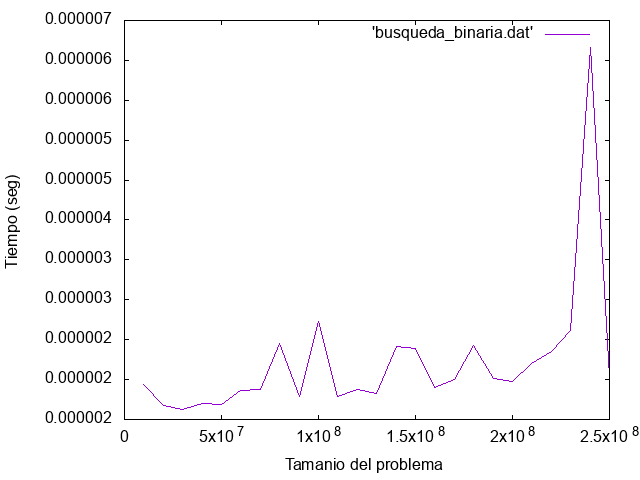 0.000007
'busqueda_binaria.dat'
0.000006
0.000006
0.000005
0.000005
0.000004
0.000003
0.000003
0.000002
0.000002
0.000002
Tiempo (seg)
0 5x10⁷ 1x10⁸ 1.5x10⁸ 2x10⁸ 2.5x10⁸
Tamanio del problema